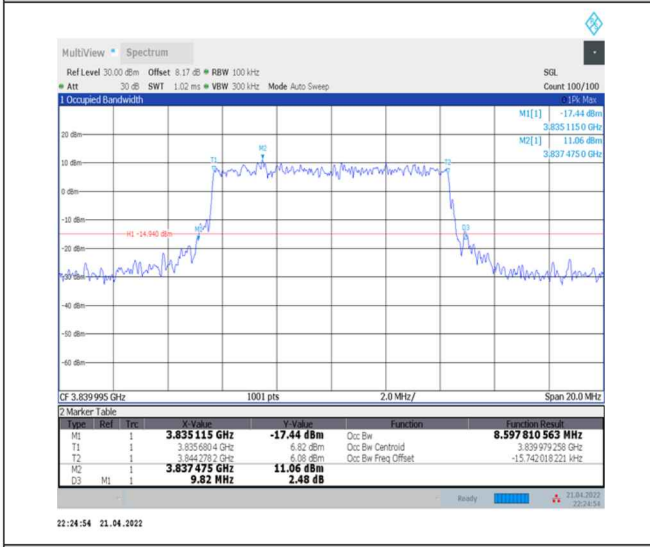 MultiView Spectrum
Ref Level 30.00 dBm Offset 8.17 dB RBW 100 kHz SGL
Att 30 dB SWT 1.02 ms VBW 300 kHz Mode Auto Sweep Count 100/100
1 Occupied Bandwidth 1Pk Max
M1[1] -17.44 dBm
3.835 115 0 GHz
M2[1] 11.06 dBm
3.837 475 0 GHz
20 dBm
M2
T1
T2
10 dBm
0 dBm
-10 dBm
M1
D3
H1 -14.940 dBm
-20 dBm
-30 dBm
-40 dBm
-50 dBm
-60 dBm
CF 3.839 995 GHz 1001 pts 2.0 MHz/ Span 20.0 MHz
2 Marker Table
Type Ref Trc X-Value Y-Value Function Function Result
M1 1 3.835 115 GHz -17.44 dBm Occ Bw 8.597 810 563 MHz
T1 1 3.835 680 4 GHz 6.82 dBm Occ Bw Centroid 3.839 979 258 GHz
T2 1 3.844 278 2 GHz 6.08 dBm Occ Bw Freq Offset -15.742 018 221 kHz
M2 1 3.837 475 GHz 11.06 dBm
D3 M1 1 9.82 MHz 2.48 dB
Ready 21.04.2022
22:24:54
22:24:54 21.04.2022